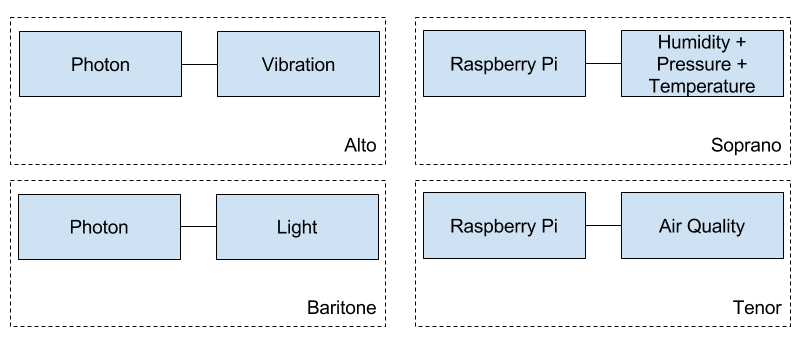 Photon
Vibration
Alto
Raspberry Pi
Humidity +
Pressure +
Temperature
Soprano
Photon
Light
Baritone
Raspberry Pi
Air Quality
Tenor